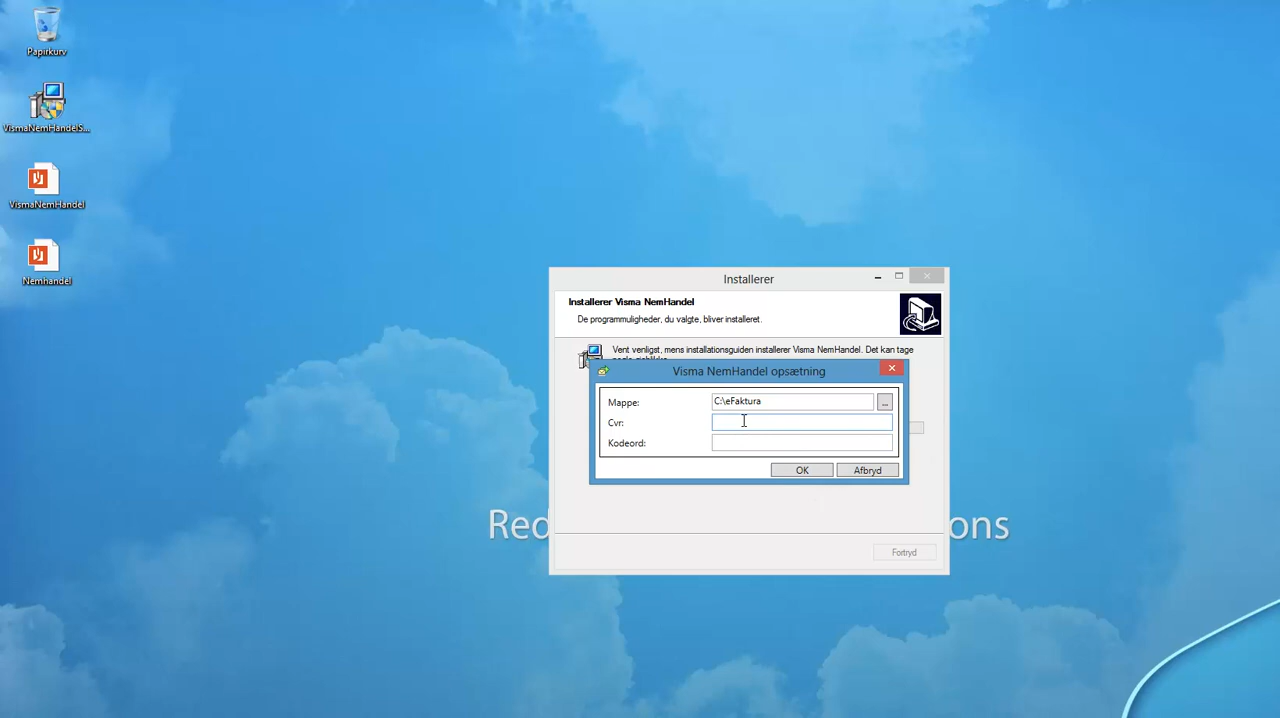 Papirkurv
VismaNemHandelS...
VismaNemHandel
Nemhandel
Installerer
Installerer Visma NemHandel
De programmuligheder, du valgte, bliver installeret.
Vent venligst, mens installationsguiden installerer Visma NemHandel. Det kan tage
Visma NemHandel opsætning
Mappe:
C:\eFaktura
...
Cvr:
Kodeord:
OK
Afbryd
Red
ons
Fortryd